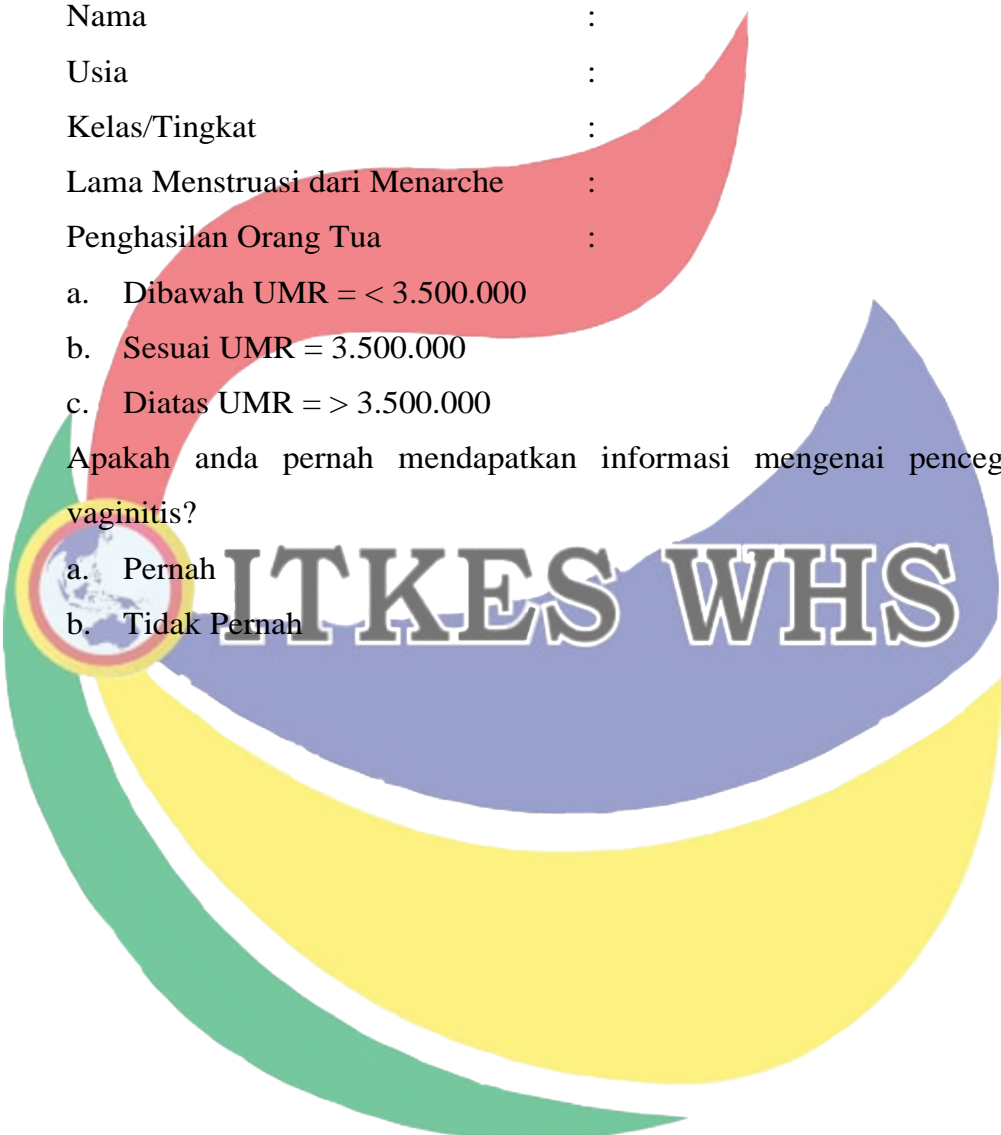 Nama :
Usia :
Kelas/Tingkat :
Lama Menstruasi dari Menarche :
Penghasilan Orang Tua :
a. Dibawah UMR = < 3.500.000
b. Sesuai UMR = 3.500.000
c. Diatas UMR = > 3.500.000
Apakah anda pernah mendapatkan informasi mengenai penceg
vaginitis?
a. Pernah
b. Tidak Pernah
ITKES WHS